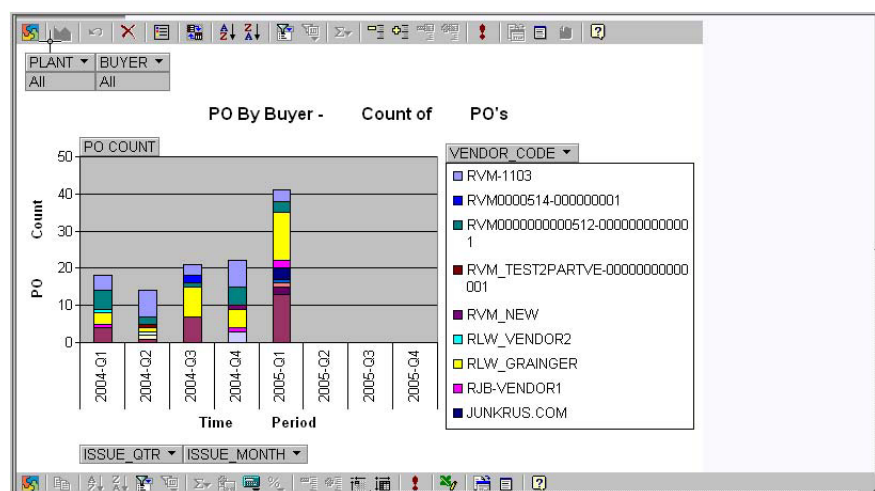 PLANT BUYER
All All
PO By Buyer - Count of PO's
PO COUNT
VENDOR_CODE
50
40
30
20
10
0
PO Count
RVM-1103
RVM0000514-000000001
RVM0000000000512-000000000000
1
RVM_TEST2PARTVE-00000000000
001
RVM_NEW
RLW_VENDOR2
RLW_GRAINGER
RJB-VENDOR1
JUNKRUS.COM
2004-Q1
2004-Q2
2004-Q3
2004-Q4
2005-Q1
2005-Q2
2005-Q3
2005-Q4
Time Period
ISSUE_QTR ISSUE_MONTH